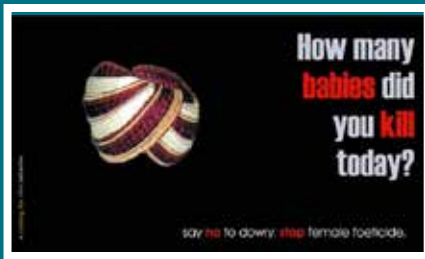 How many
babies did
you kill
today?
say no to dowry. stop female foeticide.